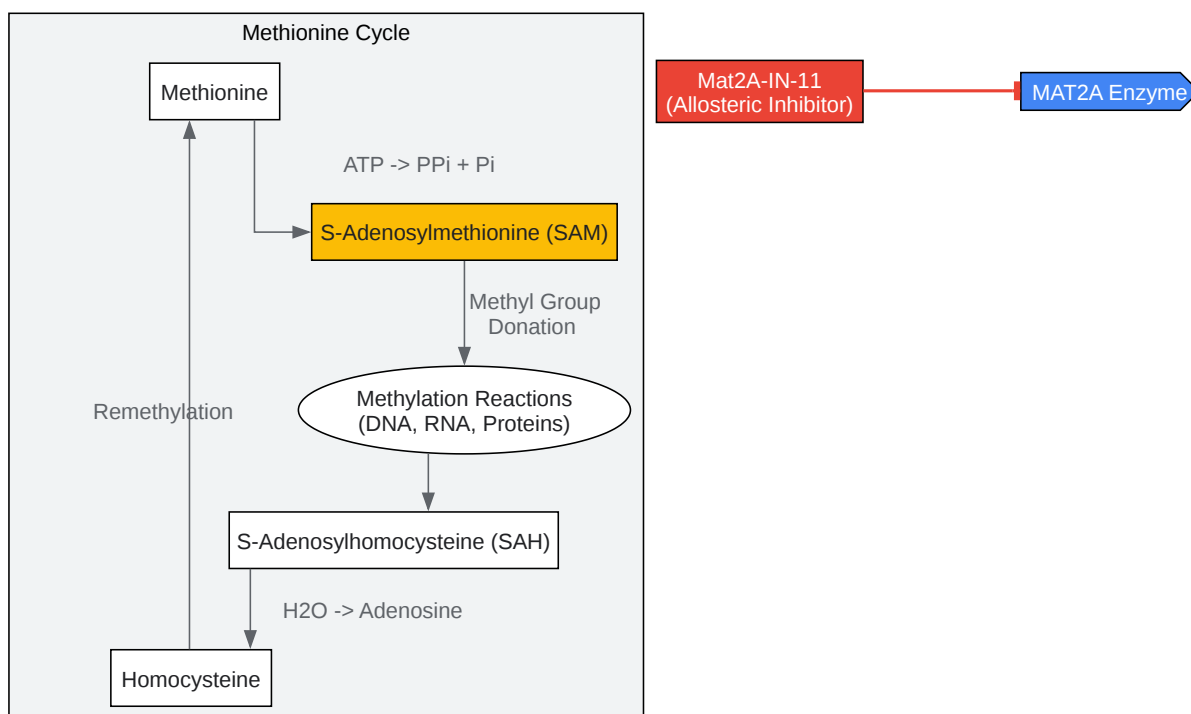 Methionine Cycle
Methionine
ATP -> PPi + Pi
S-Adenosylmethionine (SAM)
Methyl Group
Donation
Methylation Reactions
(DNA, RNA, Proteins)
Remethylation
S-Adenosylhomocysteine (SAH)
H2O -> Adenosine
Homocysteine
Mat2A-IN-11
(Allosteric Inhibitor)
MAT2A Enzyme